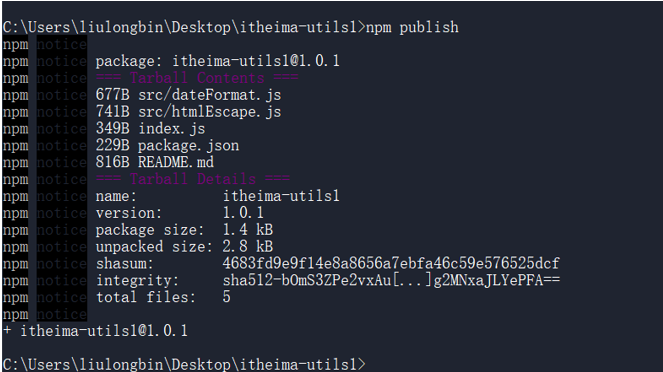 C:\Users\liulongbin\Desktop\itheima-utils1>npm publish
npm notice
npm notice package: itheima-utils1@1.0.1
npm notice === Tarball Contents ===
npm notice 677B src/dateFormat.js
npm notice 741B src/htmlEscape.js
npm notice 349B index.js
npm notice 229B package.json
npm notice 816B README.md
npm notice === Tarball Details ===
npm notice name: itheima-utils1
npm notice version: 1.0.1
npm notice package size: 1.4 kB
npm notice unpacked size: 2.8 kB
npm notice shasum: 4683fd9e9f14e8a8656a7ebfa46c59e576525dcf
npm notice integrity: sha512-bOmS3ZPe2vxAu[...]g2MNxaJLYePFA==
npm notice total files: 5
npm notice
+ itheima-utils1@1.0.1
C:\Users\liulongbin\Desktop\itheima-utils1>